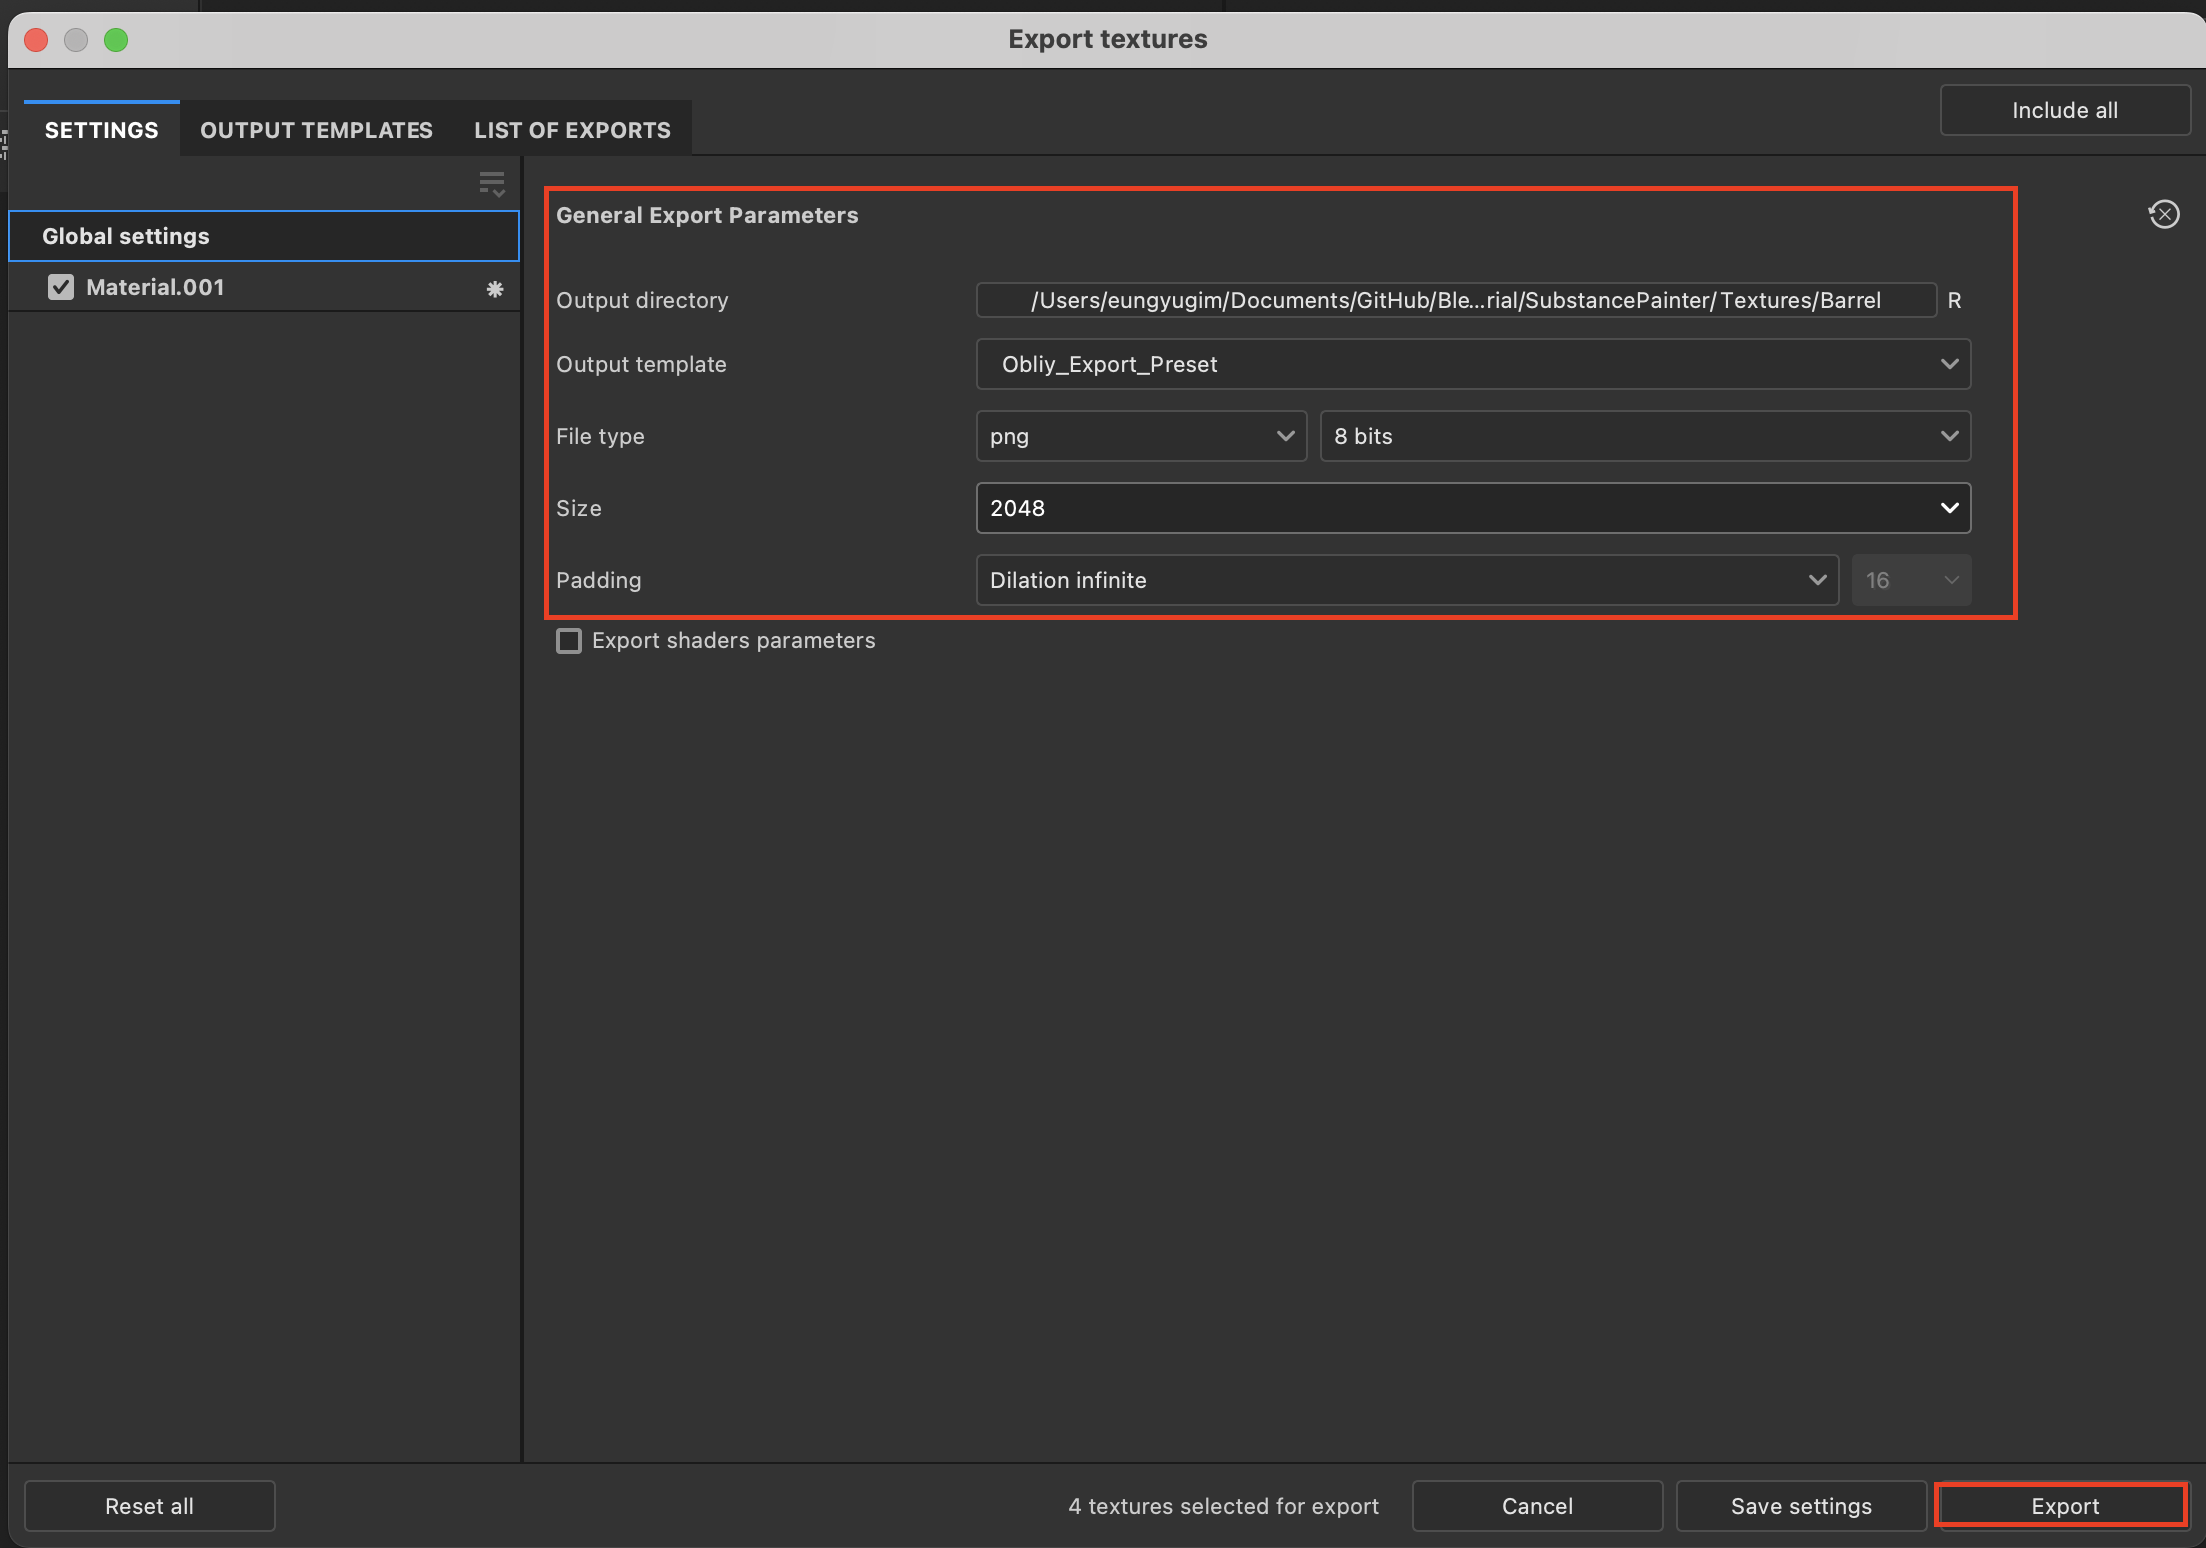 Export textures
Include all
SETTINGS OUTPUT TEMPLATES LIST OF EXPORTS
Global settings
Material.001
General Export Parameters
Output directory /Users/eungyugim/Documents/GitHub/Ble...rial/SubstancePainter/Textures/Barrel R
Output template Obliy_Export_Preset
File type png 8 bits
Size 2048
Padding Dilation infinite 16
Export shaders parameters
Reset all 4 textures selected for export Cancel Save settings Export